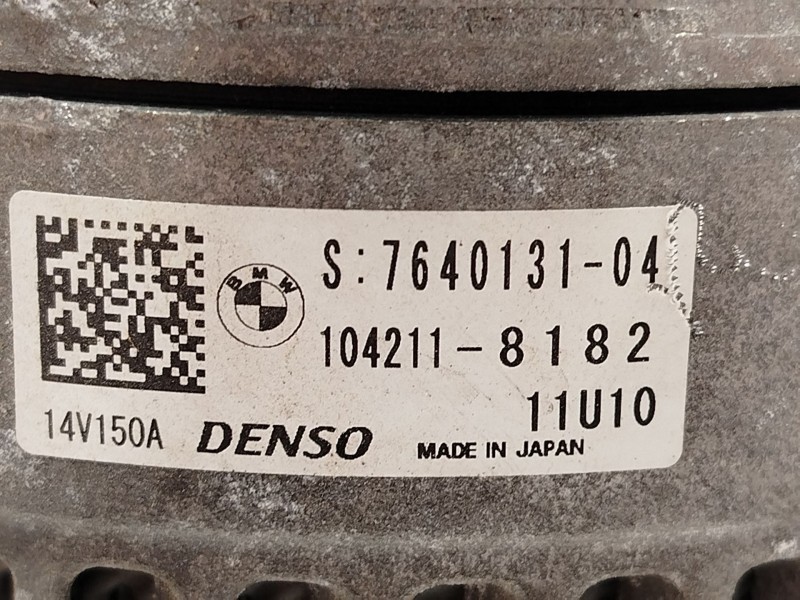 BMW
S:7640131-04
104211-8182
11U10
14V150A DENSO MADE IN JAPAN